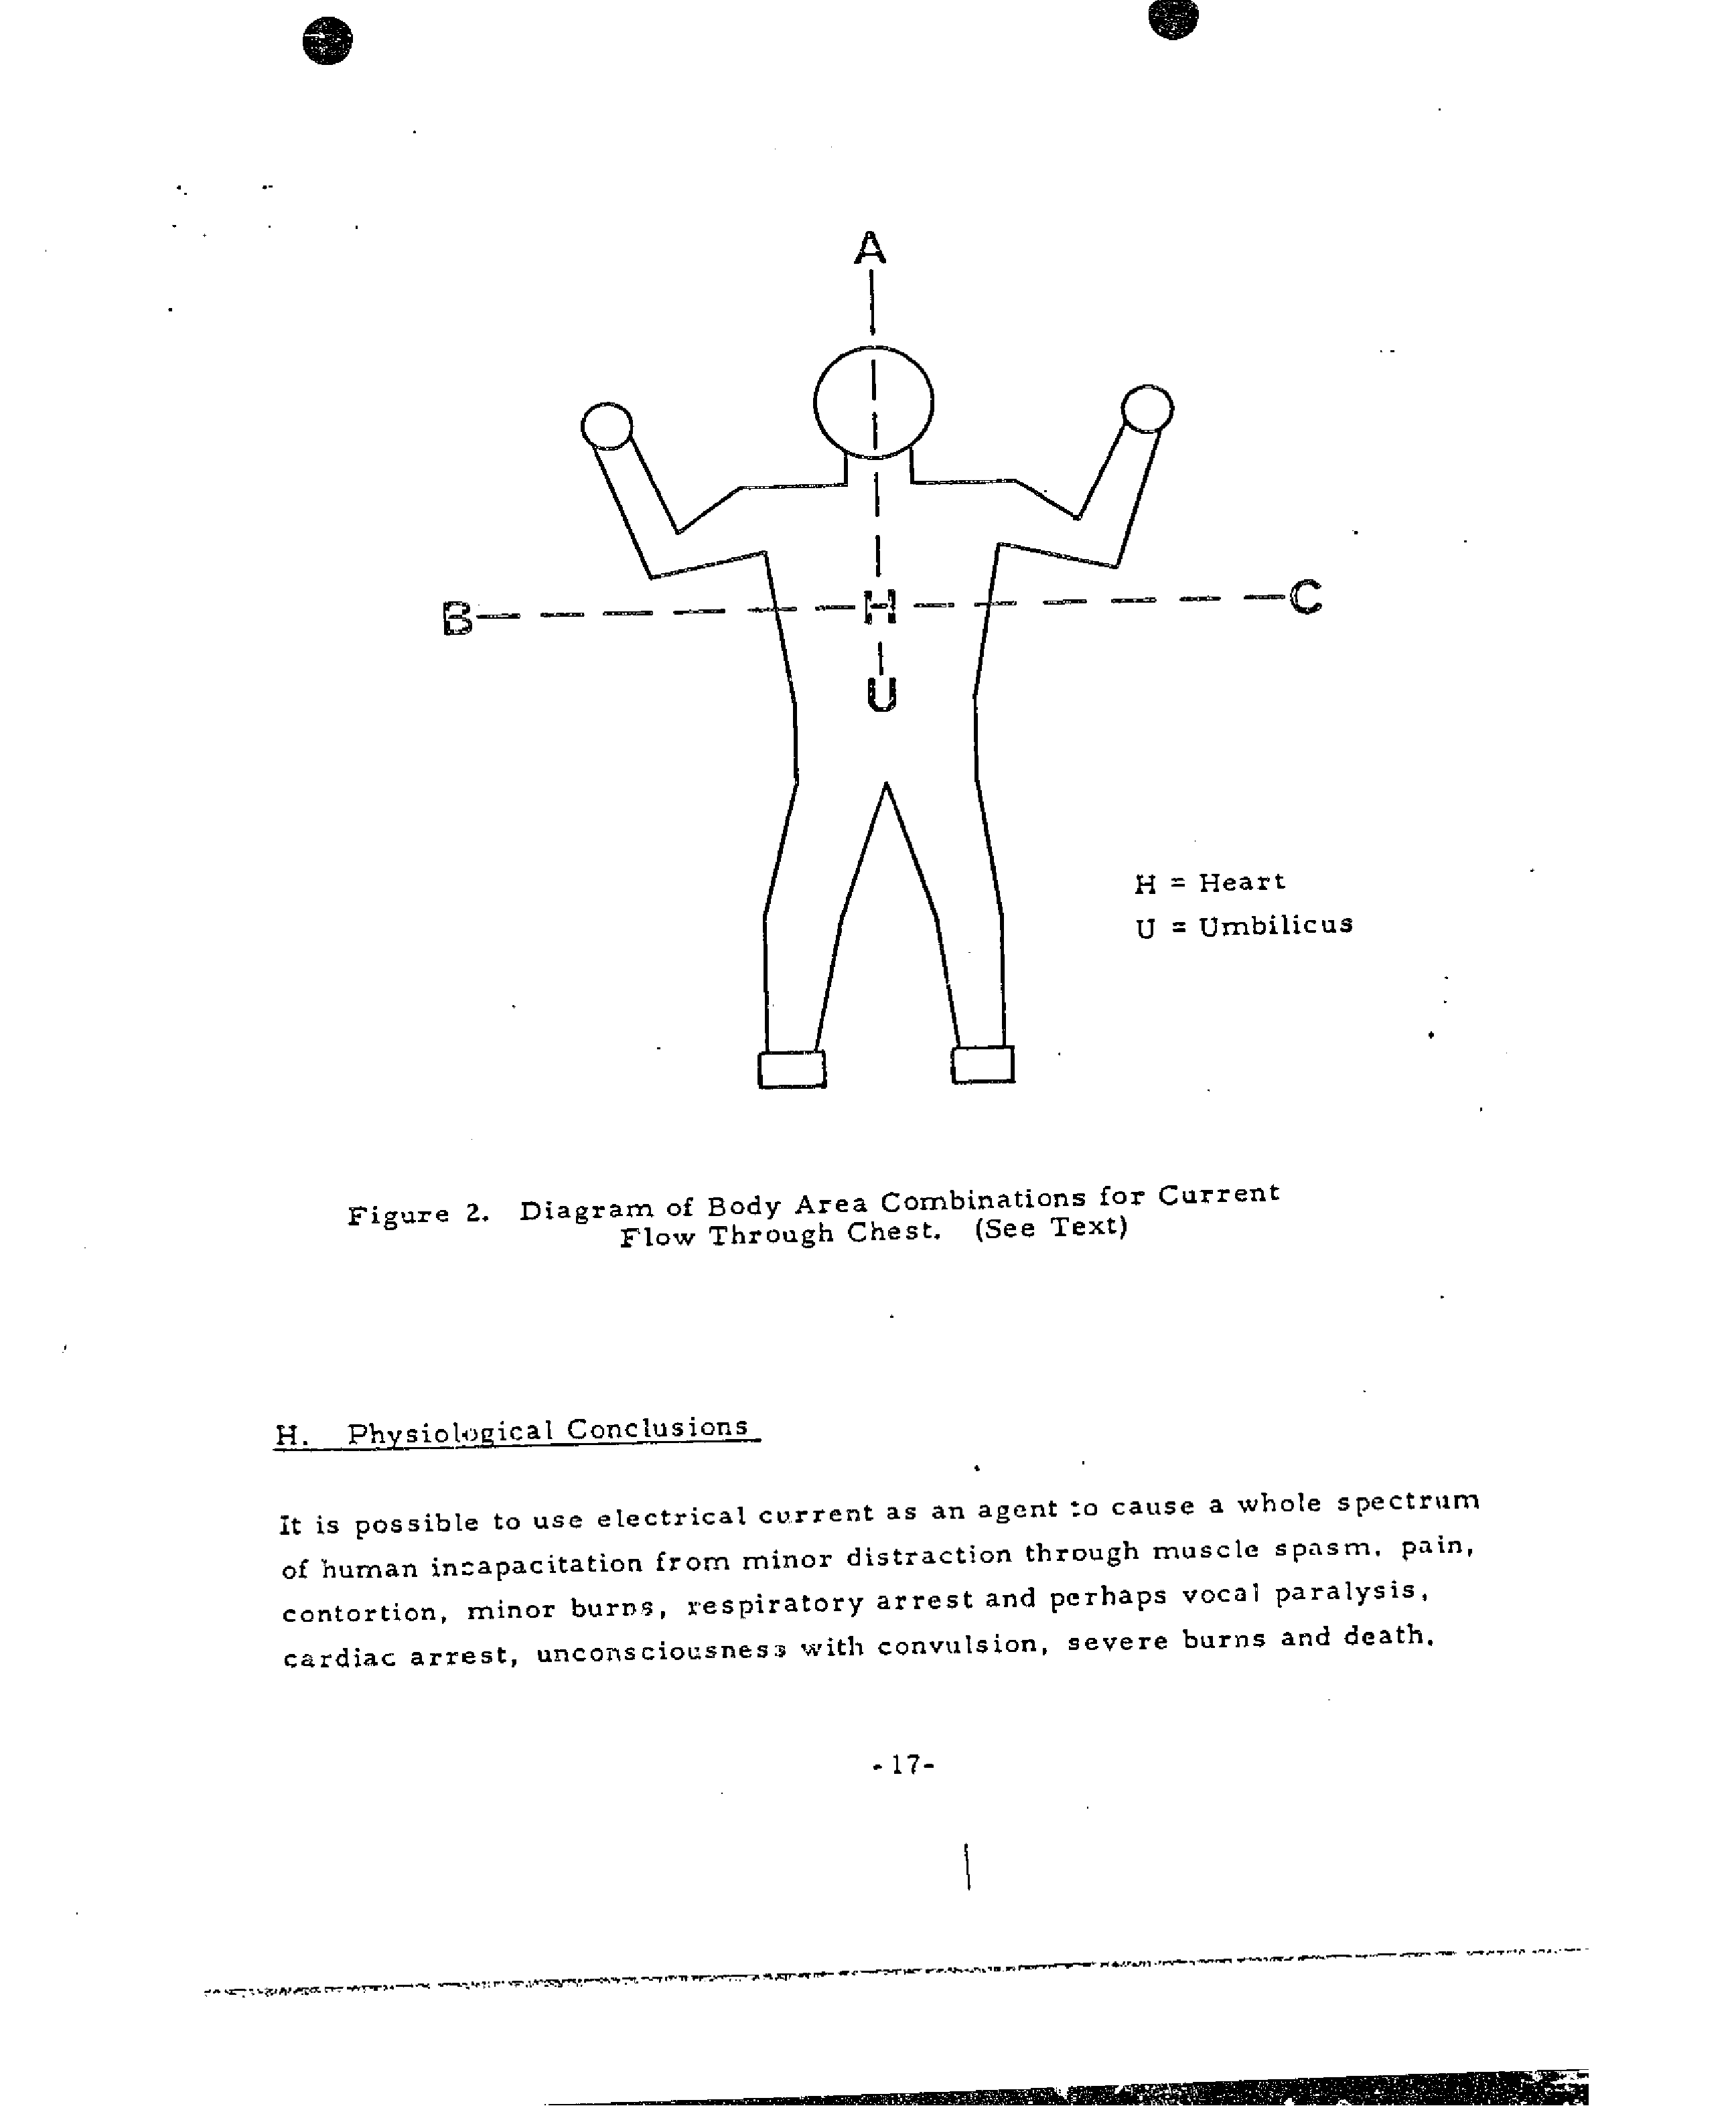 A
B
H
C
U
H = Heart
U = Umbilicus
Figure 2. Diagram of Body Area Combinations for Current
Flow Through Chest. (See Text)
H. Physiological Conclusions
It is possible to use electrical current as an agent to cause a whole spectrum
of human incapacitation from minor distraction through muscle spasm, pain,
contortion, minor burns, respiratory arrest and perhaps vocal paralysis,
cardiac arrest, unconsciousness with convulsion, severe burns and death.
-17-